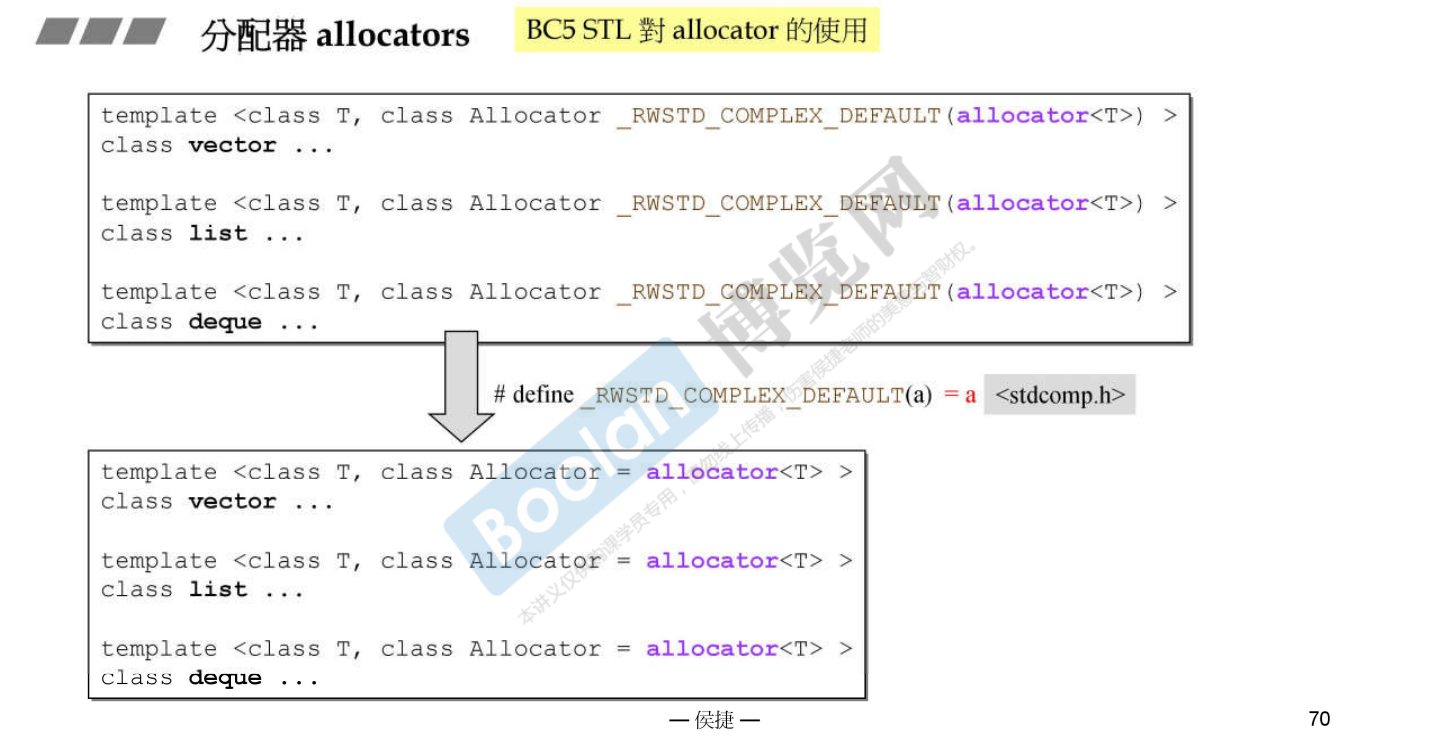 分配器 allocators
BC5 STL 對 allocator 的使用
template <class T, class Allocator _RWSTD_COMPLEX_DEFAULT(allocator<T>) >
class vector ...
template <class T, class Allocator _RWSTD_COMPLEX_DEFAULT(allocator<T>) >
class list ...
template <class T, class Allocator _RWSTD_COMPLEX_DEFAULT(allocator<T>) >
class deque ...
# define _RWSTD_COMPLEX_DEFAULT(a) = a <stdcomp.h>
template <class T, class Allocator = allocator<T> >
class vector ...
template <class T, class Allocator = allocator<T> >
class list ...
template <class T, class Allocator = allocator<T> >
class deque ...
Boolan 博览网
— 侯捷 —
70